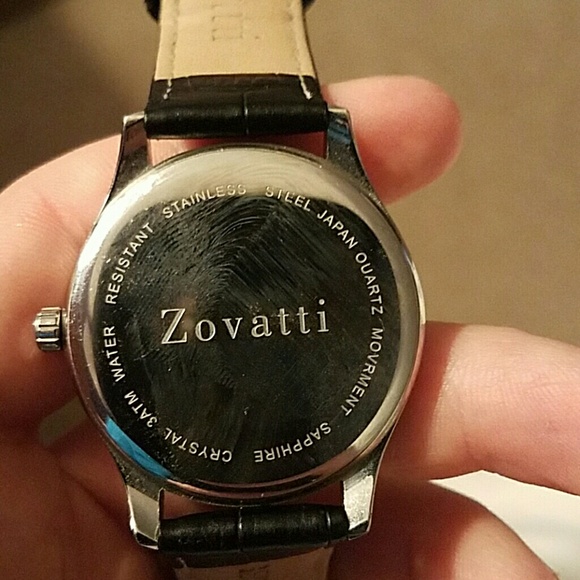 Zovatti
STAINLESS STEEL JAPAN QUARTZ MOVRMENT SAPPHIRE CRYSTAL 3ATM WATER RESISTANT